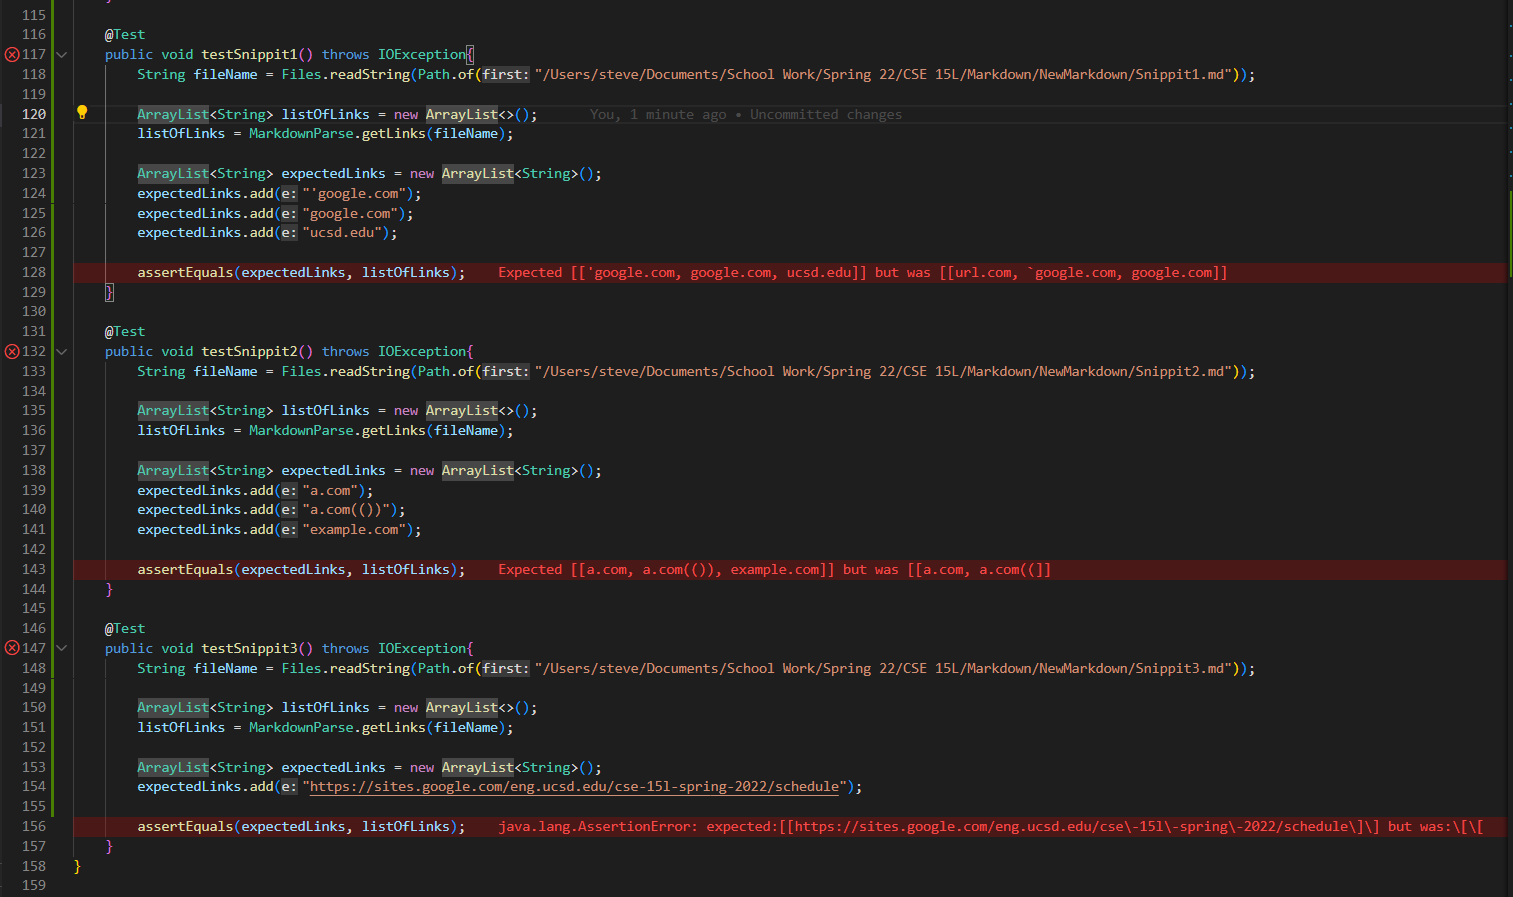 115
116 @Test
117 public void testSnippit1() throws IOException{
118 String fileName = Files.readString(Path.of(first: "/Users/steve/Documents/School Work/Spring 22/CSE 15L/Markdown/NewMarkdown/Snippit1.md"));
119
120 ArrayList<String> listOfLinks = new ArrayList<>(); You, 1 minute ago • Uncommitted changes
121 listOfLinks = MarkdownParse.getLinks(fileName);
122
123 ArrayList<String> expectedLinks = new ArrayList<String>();
124 expectedLinks.add(e: "'google.com");
125 expectedLinks.add(e: "google.com");
126 expectedLinks.add(e: "ucsd.edu");
127
128 assertEquals(expectedLinks, listOfLinks); Expected [['google.com, google.com, ucsd.edu]] but was [[url.com, `google.com, google.com]]
129 }
130
131 @Test
132 public void testSnippit2() throws IOException{
133 String fileName = Files.readString(Path.of(first: "/Users/steve/Documents/School Work/Spring 22/CSE 15L/Markdown/NewMarkdown/Snippit2.md"));
134
135 ArrayList<String> listOfLinks = new ArrayList<>();
136 listOfLinks = MarkdownParse.getLinks(fileName);
137
138 ArrayList<String> expectedLinks = new ArrayList<String>();
139 expectedLinks.add(e: "a.com");
140 expectedLinks.add(e: "a.com(())");
141 expectedLinks.add(e: "example.com");
142
143 assertEquals(expectedLinks, listOfLinks); Expected [[a.com, a.com(()), example.com]] but was [[a.com, a.com((]]
144 }
145
146 @Test
147 public void testSnippit3() throws IOException{
148 String fileName = Files.readString(Path.of(first: "/Users/steve/Documents/School Work/Spring 22/CSE 15L/Markdown/NewMarkdown/Snippit3.md"));
149
150 ArrayList<String> listOfLinks = new ArrayList<>();
151 listOfLinks = MarkdownParse.getLinks(fileName);
152
153 ArrayList<String> expectedLinks = new ArrayList<String>();
154 expectedLinks.add(e: "https://sites.google.com/eng.ucsd.edu/cse-15l-spring-2022/schedule");
155
156 assertEquals(expectedLinks, listOfLinks); java.lang.AssertionError: expected:[[https://sites.google.com/eng.ucsd.edu/cse\-15l\-spring\-2022/schedule\]\] but was:\[\[
157 }
158 }
159